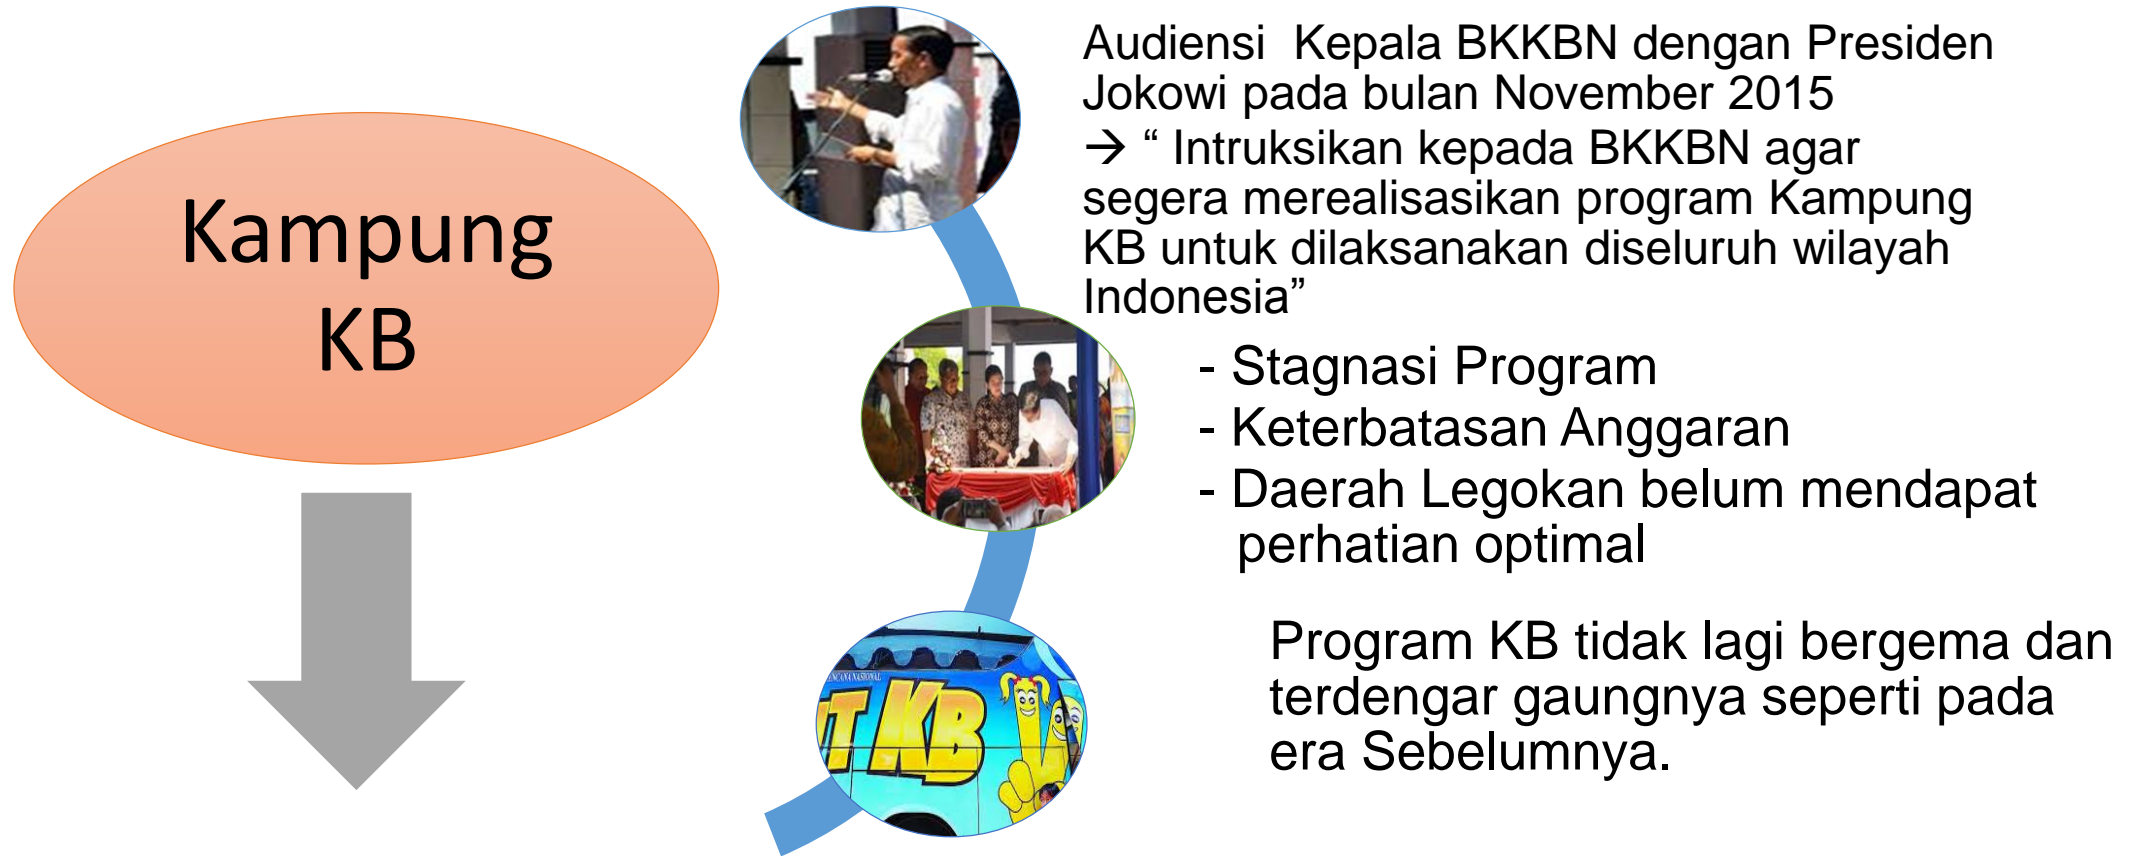 Kampung
KB
Audiensi Kepala BKKBN dengan Presiden
Jokowi pada bulan November 2015
→ “ Intruksikan kepada BKKBN agar
segera merealisasikan program Kampung
KB untuk dilaksanakan diseluruh wilayah
Indonesia”
- Stagnasi Program
- Keterbatasan Anggaran
- Daerah Legokan belum mendapat
perhatian optimal
NCANA NASIONAL
KB
Program KB tidak lagi bergema dan
terdengar gaungnya seperti pada
era Sebelumnya.